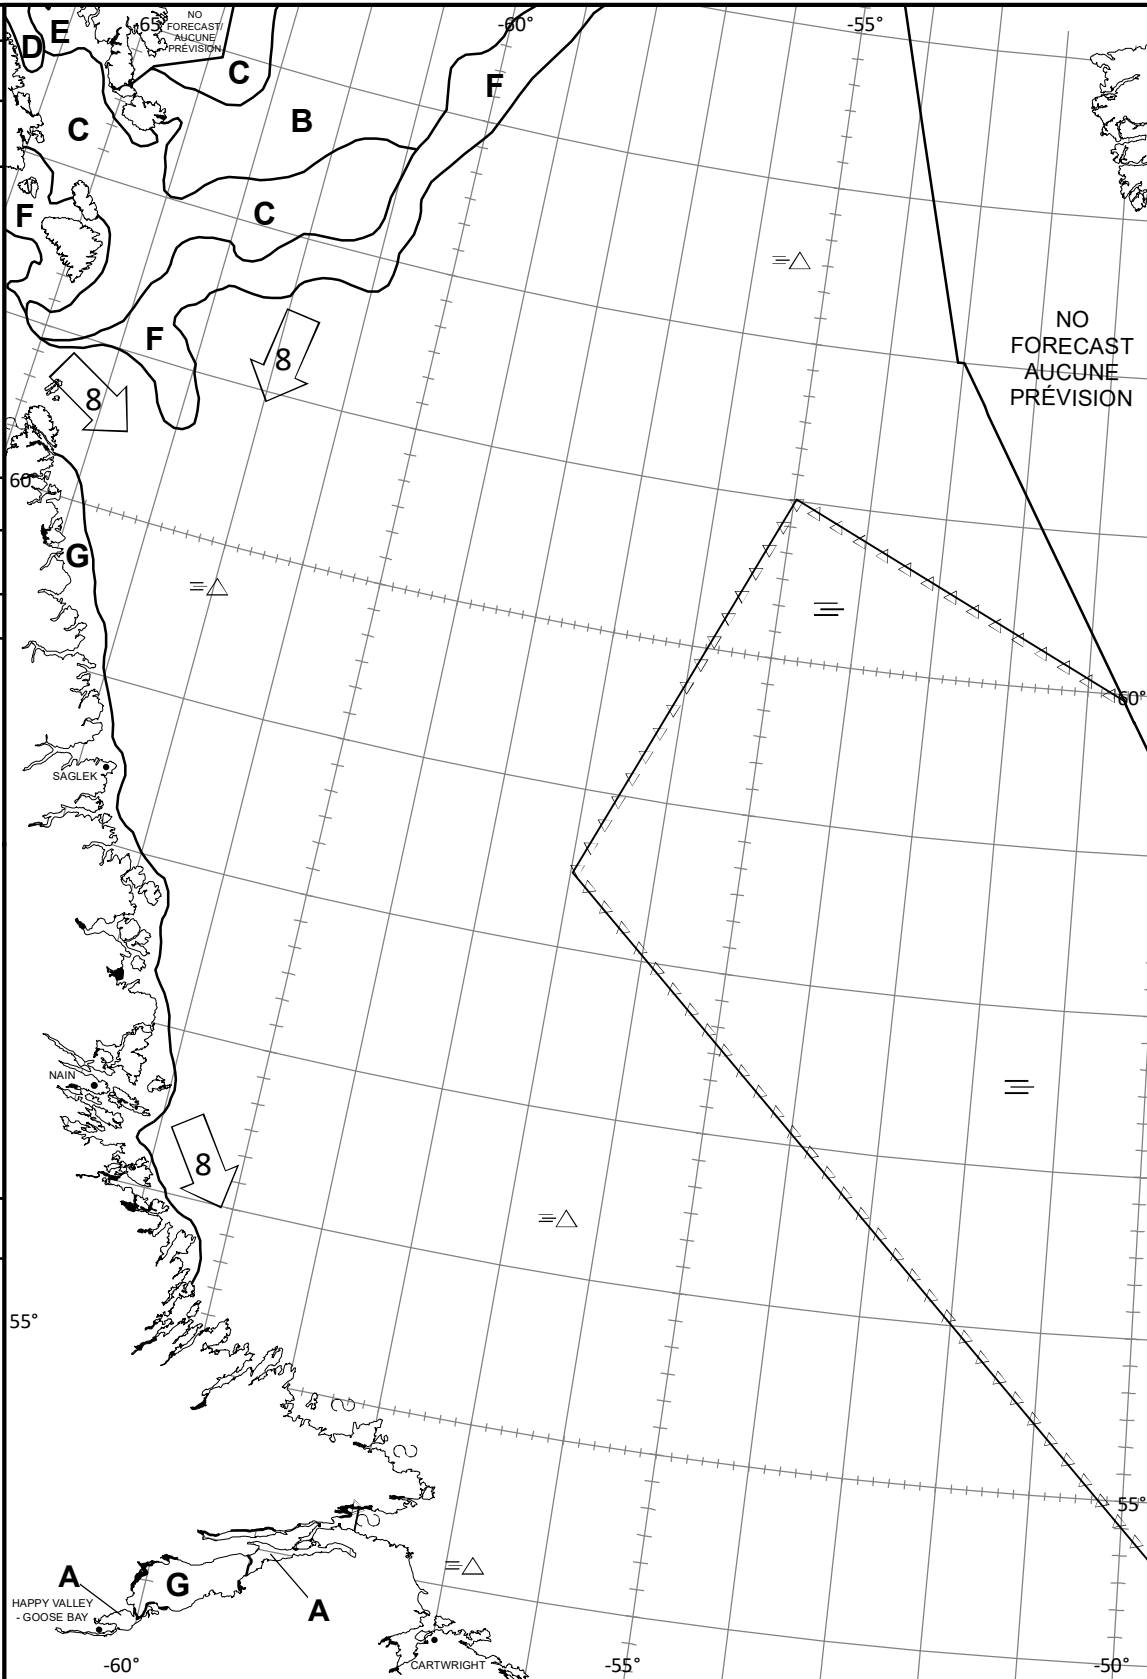 -65
NO
FORECAST/
AUCUNE
PRÉVISION
-60°
-55°
D
E
C
B
F
C
C
F
F
8
8
NO
FORECAST
AUCUNE
PRÉVISION
60°
G
60°
SAGLEK
NAIN
8
55°
55°
A
G
HAPPY VALLEY
- GOOSE BAY
A
CARTWRIGHT
-60°
-55°
-50°